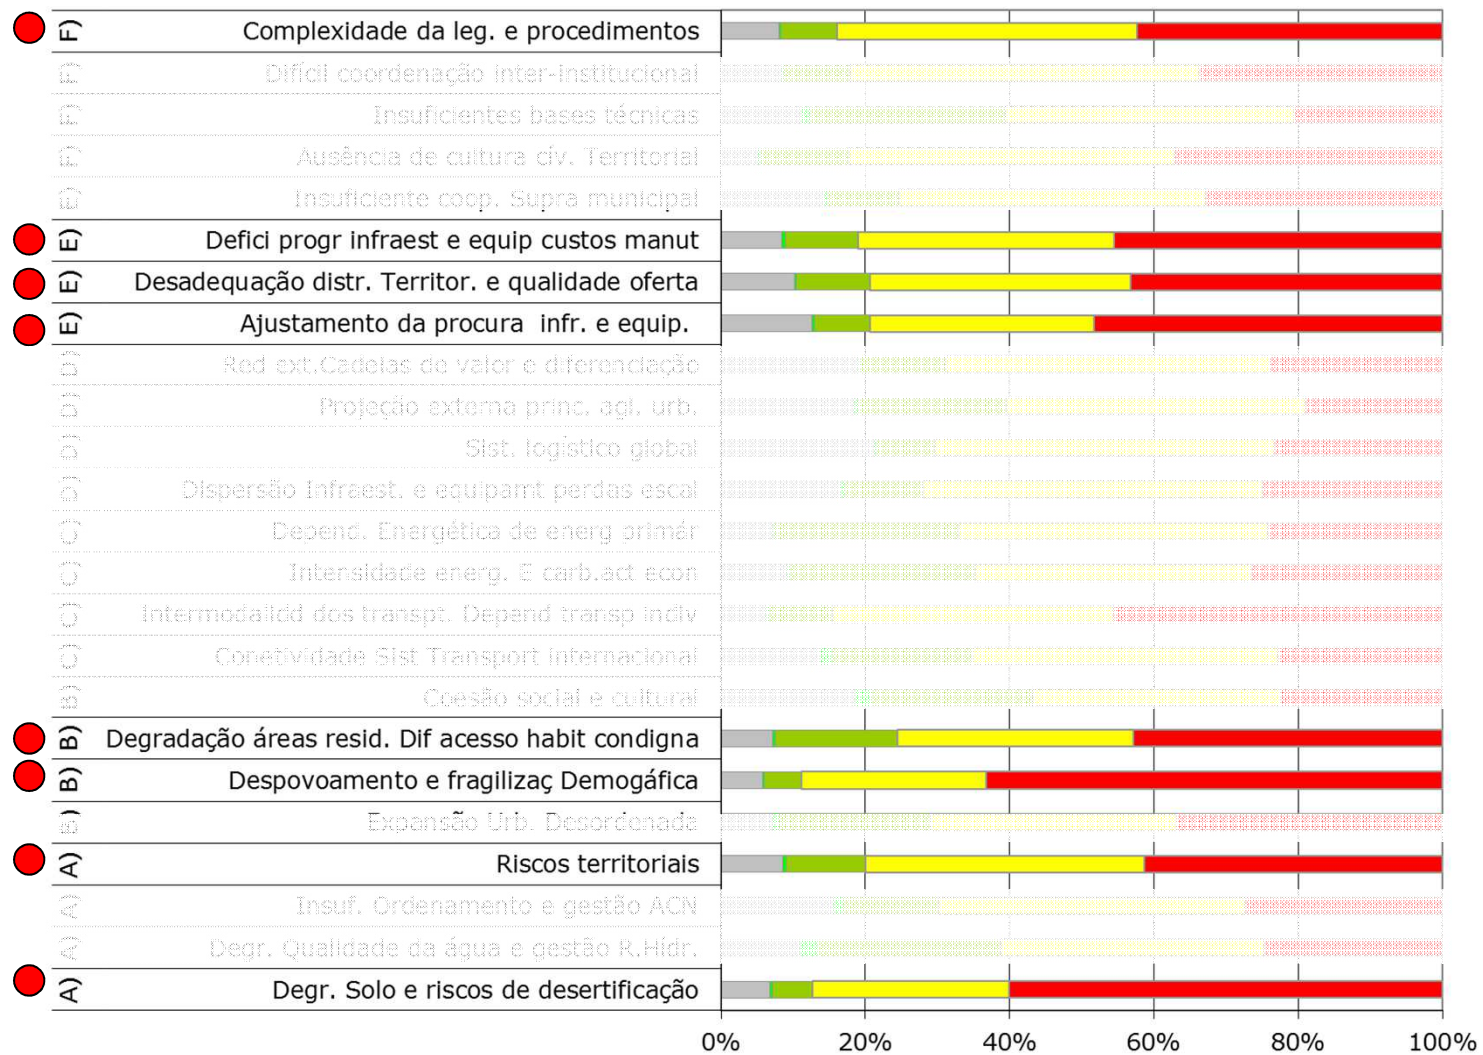 F) Complexidade da leg. e procedimentos
F) Difícil coordenação inter-institucional
F) Insuficientes bases técnicas
F) Ausência de cultura cív. Territorial
F) Insuficiente coop. Supra municipal
E) Defici progr infraest e equip custos manut
E) Desadequação distr. Territor. e qualidade oferta
E) Ajustamento da procura infr. e equip.
D) Red ext.Cadeias de valor e diferenciação
D) Projeção externa princ. agl. urb.
D) Sist. logístico global
D) Dispersão Infraest. e equipamt perdas escal
C) Depend. Energética de energ primár
C) Intensidade energ. E carb.act econ
C) Intermodalidd dos transpt. Depend transp indiv
C) Conetividade Sist Transport internacional
B) Coesão social e cultural
B) Degradação áreas resid. Dif acesso habit condigna
B) Despovoamento e fragilizaç Demogáfica
B) Expansão Urb. Desordenada
A) Riscos territoriais
A) Insuf. Ordenamento e gestão ACN
A) Degr. Qualidade da água e gestão R.Hídr.
A) Degr. Solo e riscos de desertificação
0% 20% 40% 60% 80% 100%